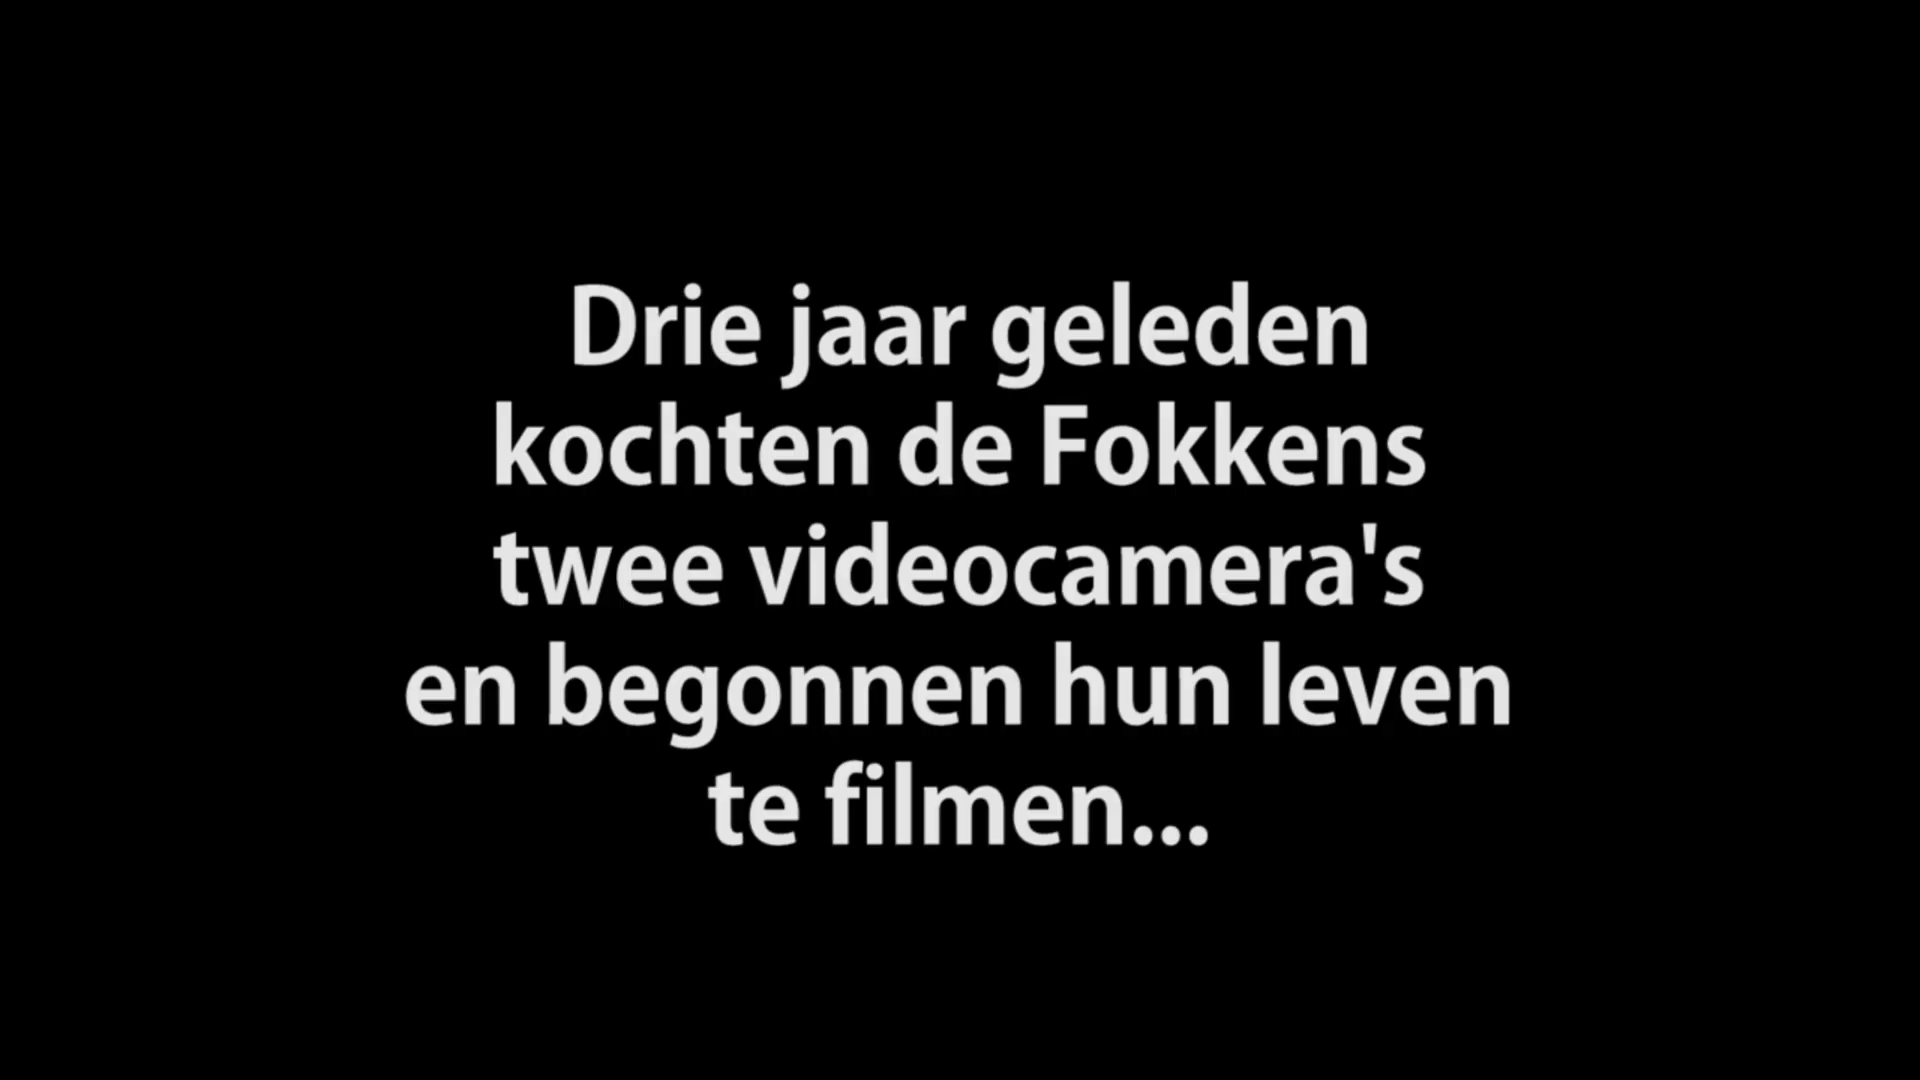 Drie jaar geleden
kochten de Fokkens
twee videocamera's
en begonnen hun leven
te filmen...